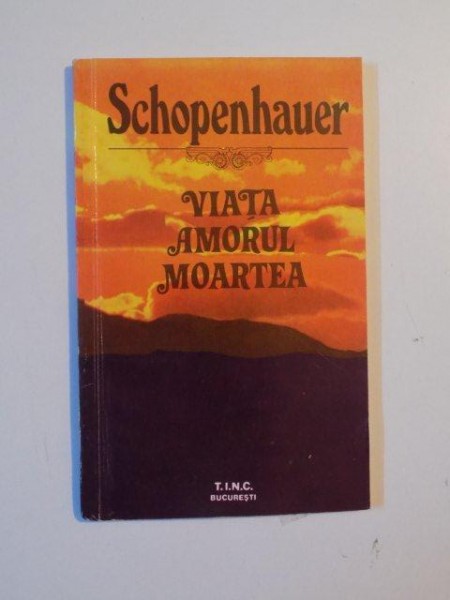 Schopenhauer
VIAȚA
AMORUL
MOARTEA
T.I.N.C.
BUCUREȘTI